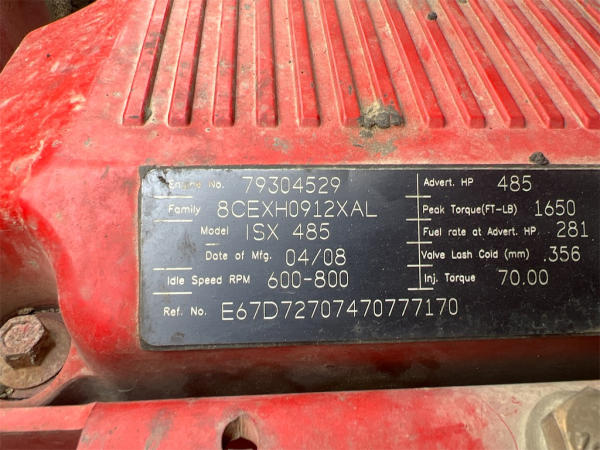 Engine No. 79304529
Family 8CEXH0912XAL
Model ISX 485
Date of Mfg. 04/08
Idle Speed RPM 600-800
Ref. No. E67D72707470777170
Advert. HP 485
Peak Torque(FT-LB) 1650
Fuel rate at Advert. HP 281
Valve Lash Cold (mm) .356
Inj. Torque 70.00